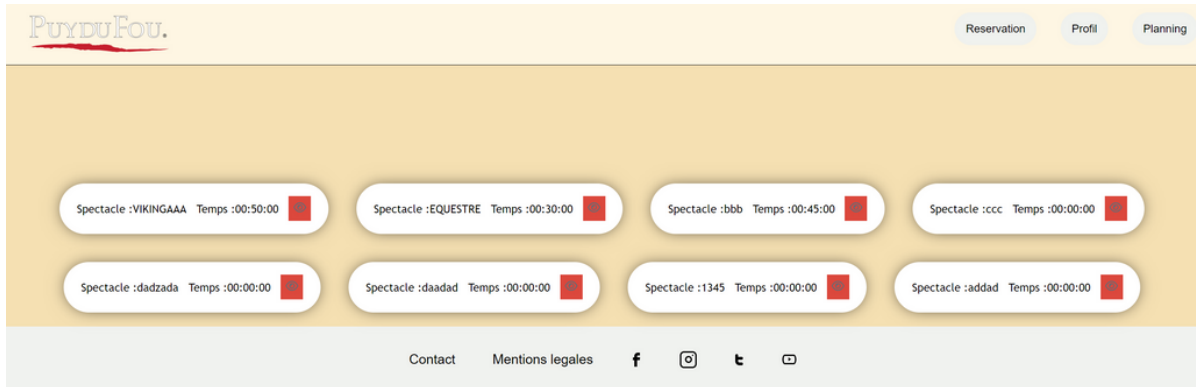 PUYDUFOU.
Reservation Profil Planning
Spectacle :VIKINGAAA Temps :00:50:00
Spectacle :EQUESTRE Temps :00:30:00
Spectacle :bbb Temps :00:45:00
Spectacle :ccc Temps :00:00:00
Spectacle :dadzada Temps :00:00:00
Spectacle :daadad Temps :00:00:00
Spectacle :1345 Temps :00:00:00
Spectacle :addad Temps :00:00:00
Contact Mentions legales